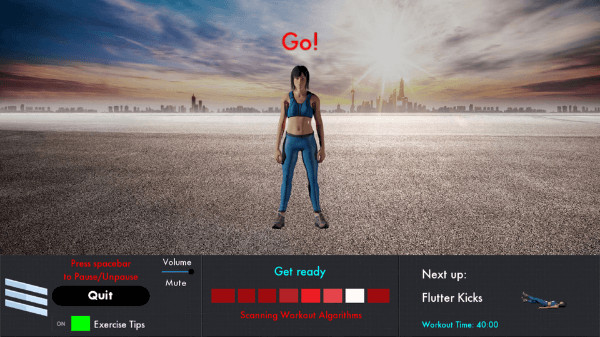 Go!
Press spacebar
to Pause/Unpause
Quit
ON
Exercise Tips
Volume
Mute
Get ready
Scanning Workout Algorithms
Next up:
Flutter Kicks
Workout Time: 40:00